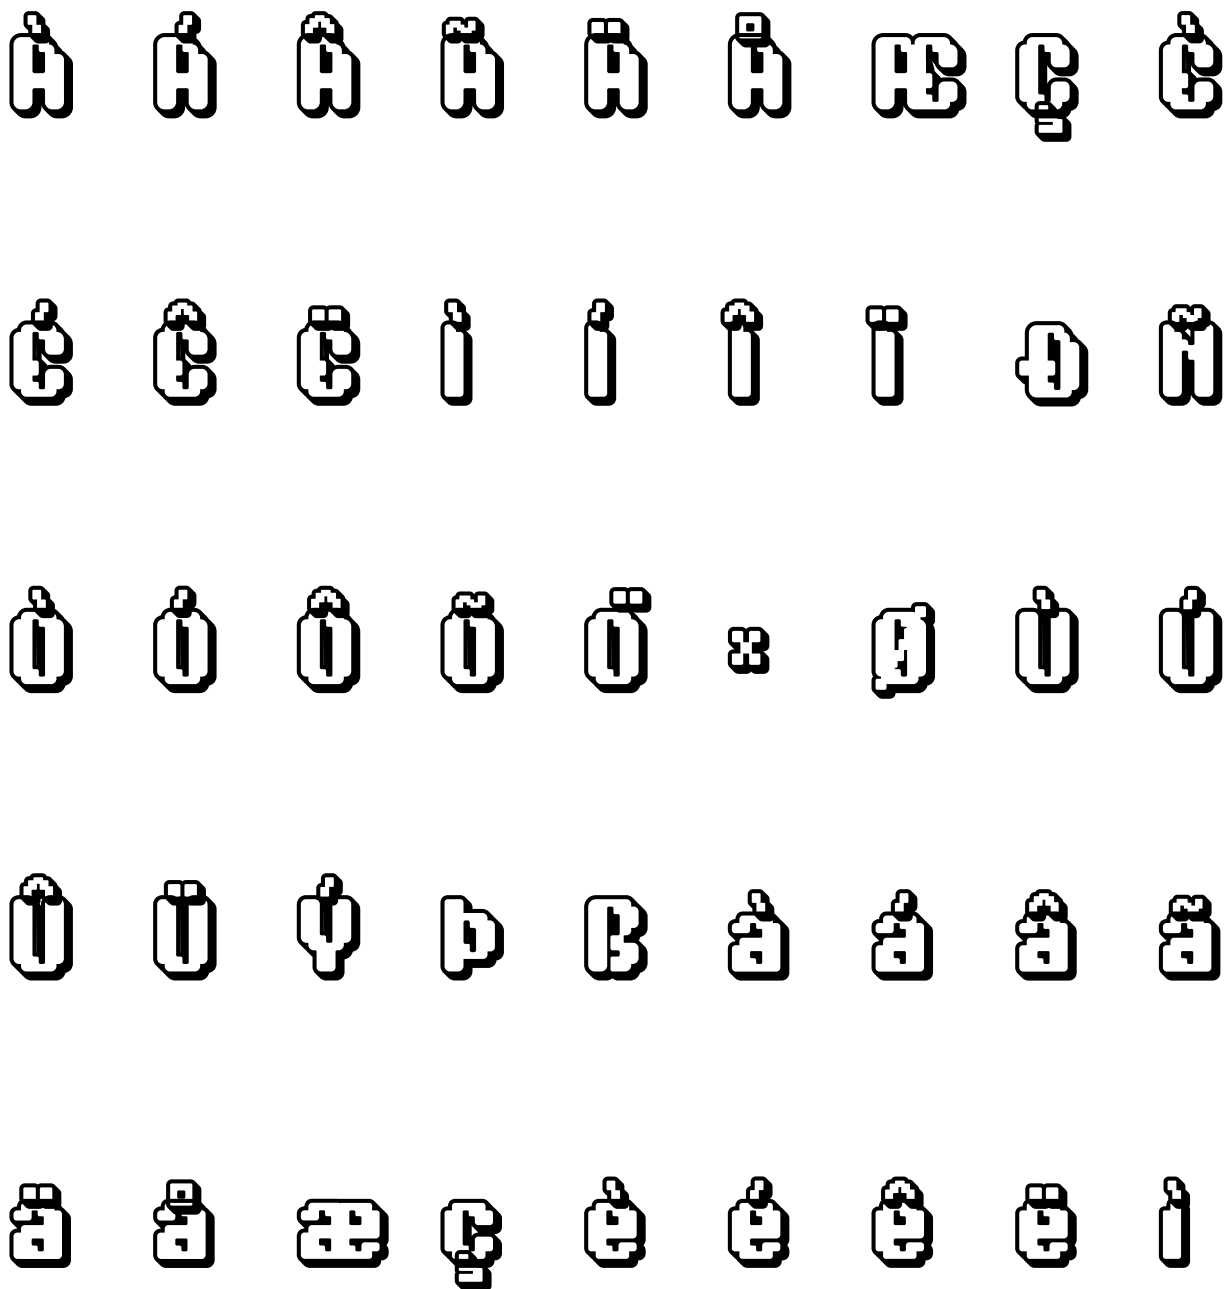 À Á Â Ã Ä Å Æ Ç È
É Ê Ë Ì Í Î Ï Ð Ñ
Ò Ó Ô Õ Ö × Ø Ù Ú
Û Ü Ý Þ ß à á â ã
ä å æ ç è é ê ë ì